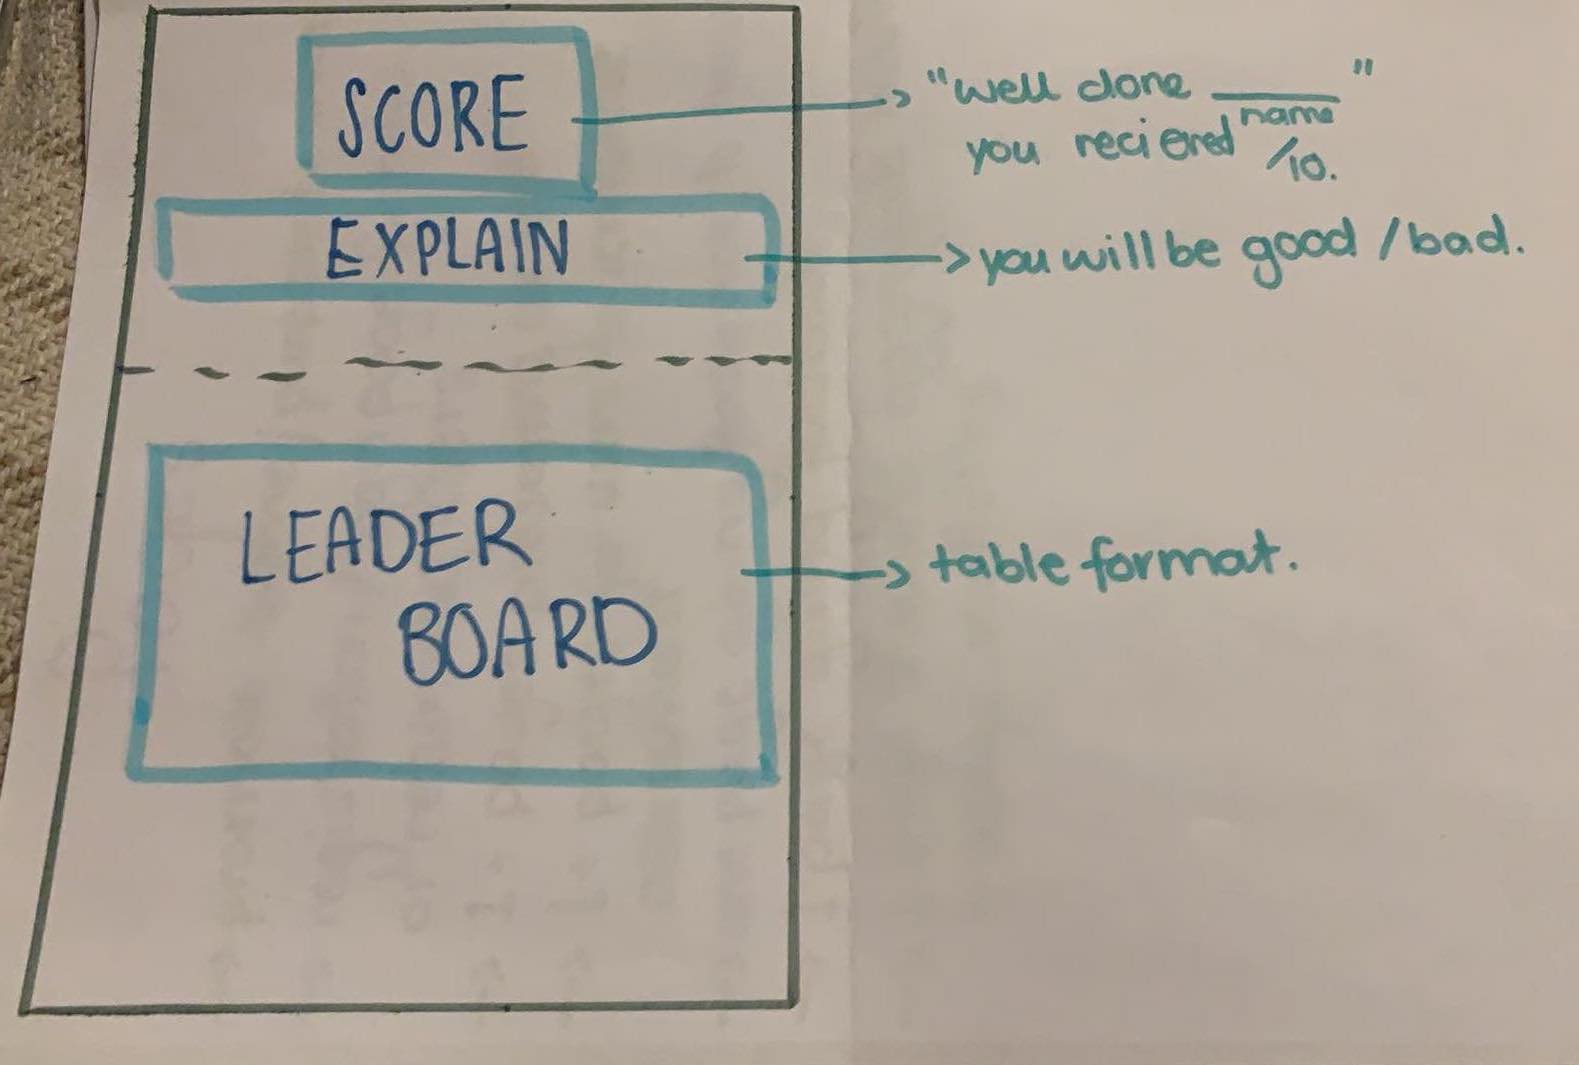 SCORE
"well done ______"
name
you reciered /10.
EXPLAIN
you will be good / bad.
LEADER
BOARD
table format.